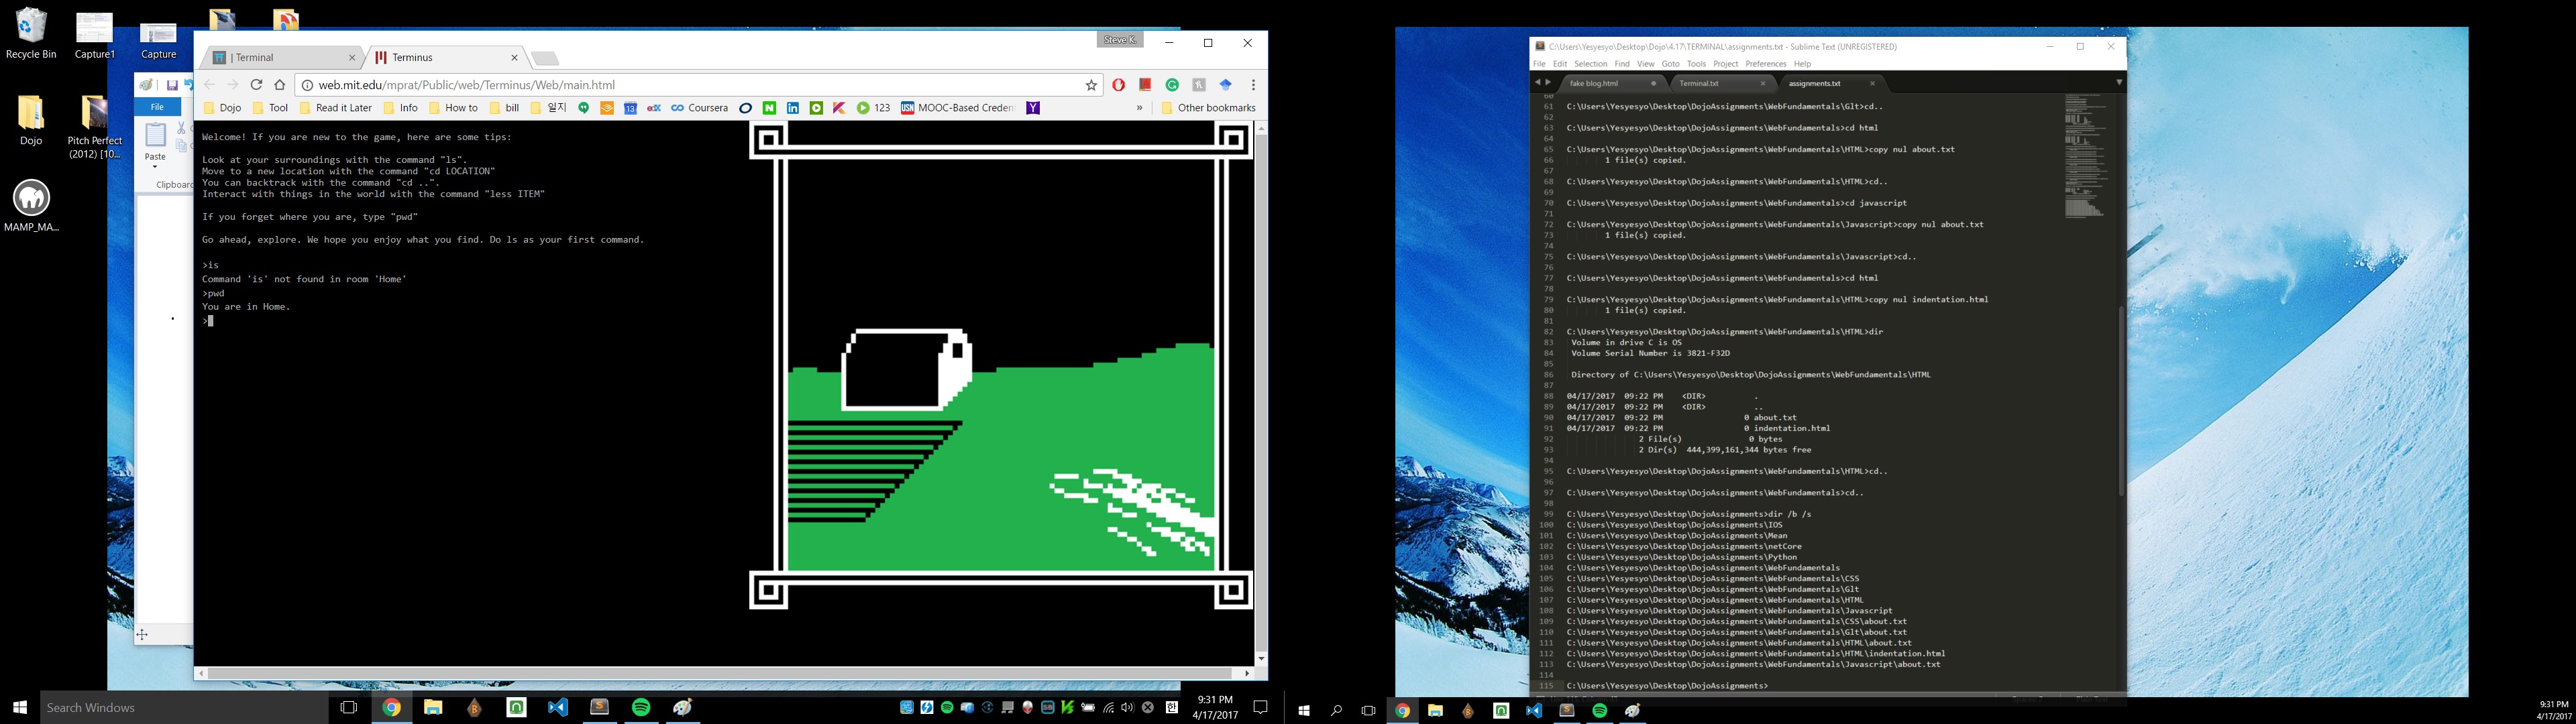 Recycle Bin
Capture1
Capture
Dojo
Pitch Perfect
(2012) [10...
MAMP_MA...
File
Paste
Clipboard
Steve K.
| Terminal
Terminus
web.mit.edu/mprat/Public/web/Terminus/Web/main.html
Dojo
Tool
Read it Later
Info
How to
bill
일지
Coursera
123
MOOC-Based Creden
Other bookmarks
Welcome! If you are new to the game, here are some tips:
Look at your surroundings with the command "ls".
Move to a new location with the command "cd LOCATION"
You can backtrack with the command "cd ..".
Interact with things in the world with the command "less ITEM"
If you forget where you are, type "pwd"
Go ahead, explore. We hope you enjoy what you find. Do ls as your first command.
>is
Command 'is' not found in room 'Home'
>pwd
You are in Home.
>
Search Windows
9:31 PM
4/17/2017
C:\Users\Yesyesyo\Desktop\Dojo\4.17\TERMINAL\assignments.txt - Sublime Text (UNREGISTERED)
File Edit Selection Find View Goto Tools Project Preferences Help
fake blog.html
Terminal.txt
assignments.txt
60
61 C:\Users\Yesyesyo\Desktop\DojoAssignments\WebFundamentals\GIt>cd..
62
63 C:\Users\Yesyesyo\Desktop\DojoAssignments\WebFundamentals>cd html
64
65 C:\Users\Yesyesyo\Desktop\DojoAssignments\WebFundamentals\HTML>copy nul about.txt
66 1 file(s) copied.
67
68 C:\Users\Yesyesyo\Desktop\DojoAssignments\WebFundamentals\HTML>cd..
69
70 C:\Users\Yesyesyo\Desktop\DojoAssignments\WebFundamentals>cd javascript
71
72 C:\Users\Yesyesyo\Desktop\DojoAssignments\WebFundamentals\Javascript>copy nul about.txt
73 1 file(s) copied.
74
75 C:\Users\Yesyesyo\Desktop\DojoAssignments\WebFundamentals\Javascript>cd..
76
77 C:\Users\Yesyesyo\Desktop\DojoAssignments\WebFundamentals>cd html
78
79 C:\Users\Yesyesyo\Desktop\DojoAssignments\WebFundamentals\HTML>copy nul indentation.html
80 1 file(s) copied.
81
82 C:\Users\Yesyesyo\Desktop\DojoAssignments\WebFundamentals\HTML>dir
83 Volume in drive C is OS
84 Volume Serial Number is 3821-F32D
85
86 Directory of C:\Users\Yesyesyo\Desktop\DojoAssignments\WebFundamentals\HTML
87
88 04/17/2017 09:22 PM <DIR> .
89 04/17/2017 09:22 PM <DIR> ..
90 04/17/2017 09:22 PM 0 about.txt
91 04/17/2017 09:22 PM 0 indentation.html
92 2 File(s) 0 bytes
93 2 Dir(s) 444,399,161,344 bytes free
94
95 C:\Users\Yesyesyo\Desktop\DojoAssignments\WebFundamentals\HTML>cd..
96
97 C:\Users\Yesyesyo\Desktop\DojoAssignments\WebFundamentals>cd..
98
99 C:\Users\Yesyesyo\Desktop\DojoAssignments>dir /b /s
100 C:\Users\Yesyesyo\Desktop\DojoAssignments\IOS
101 C:\Users\Yesyesyo\Desktop\DojoAssignments\Mean
102 C:\Users\Yesyesyo\Desktop\DojoAssignments\netCore
103 C:\Users\Yesyesyo\Desktop\DojoAssignments\Python
104 C:\Users\Yesyesyo\Desktop\DojoAssignments\WebFundamentals
105 C:\Users\Yesyesyo\Desktop\DojoAssignments\WebFundamentals\CSS
106 C:\Users\Yesyesyo\Desktop\DojoAssignments\WebFundamentals\GIt
107 C:\Users\Yesyesyo\Desktop\DojoAssignments\WebFundamentals\HTML
108 C:\Users\Yesyesyo\Desktop\DojoAssignments\WebFundamentals\Javascript
109 C:\Users\Yesyesyo\Desktop\DojoAssignments\WebFundamentals\CSS\about.txt
110 C:\Users\Yesyesyo\Desktop\DojoAssignments\WebFundamentals\GIt\about.txt
111 C:\Users\Yesyesyo\Desktop\DojoAssignments\WebFundamentals\HTML\about.txt
112 C:\Users\Yesyesyo\Desktop\DojoAssignments\WebFundamentals\HTML\indentation.html
113 C:\Users\Yesyesyo\Desktop\DojoAssignments\WebFundamentals\Javascript\about.txt
114
115 C:\Users\Yesyesyo\Desktop\DojoAssignments>
9:31 PM
4/17/2017